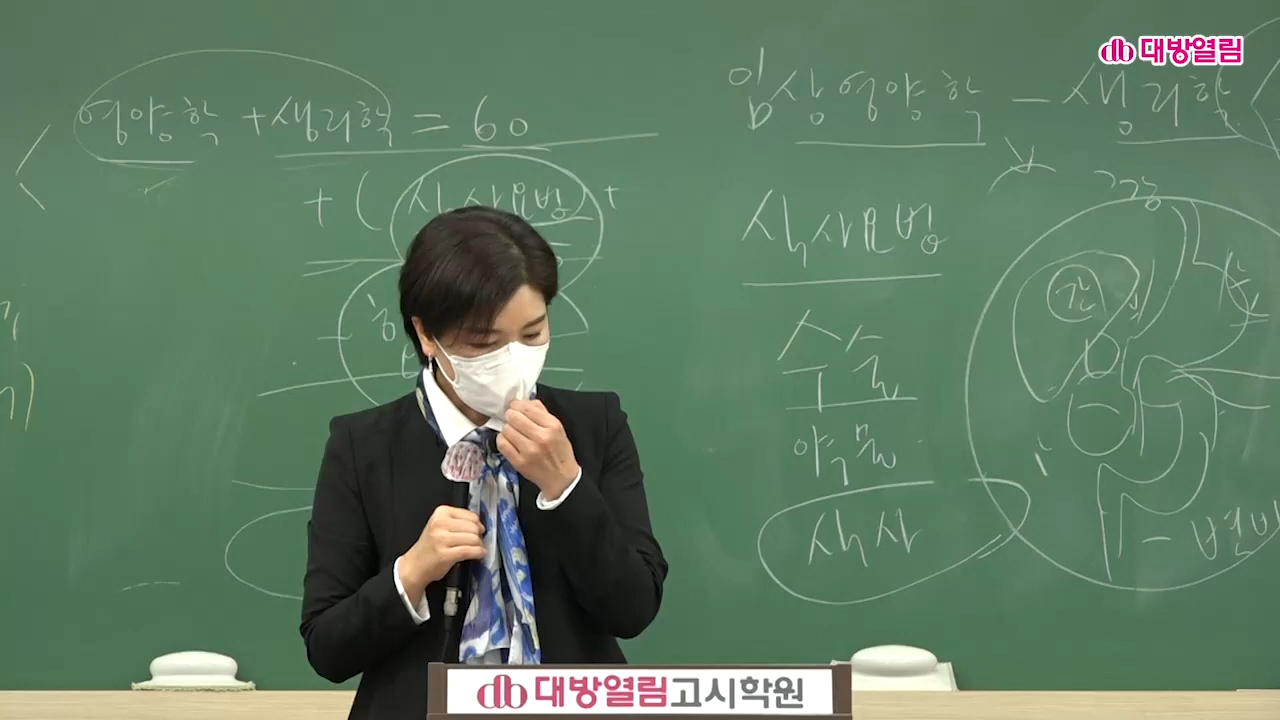 대방열림
영양학 + 생리학 = 60
+ ( 식사요법 ) +
임상영양학 - 생리학
식사요법
구강
간
수술
약물
식사
대방열림고시학원